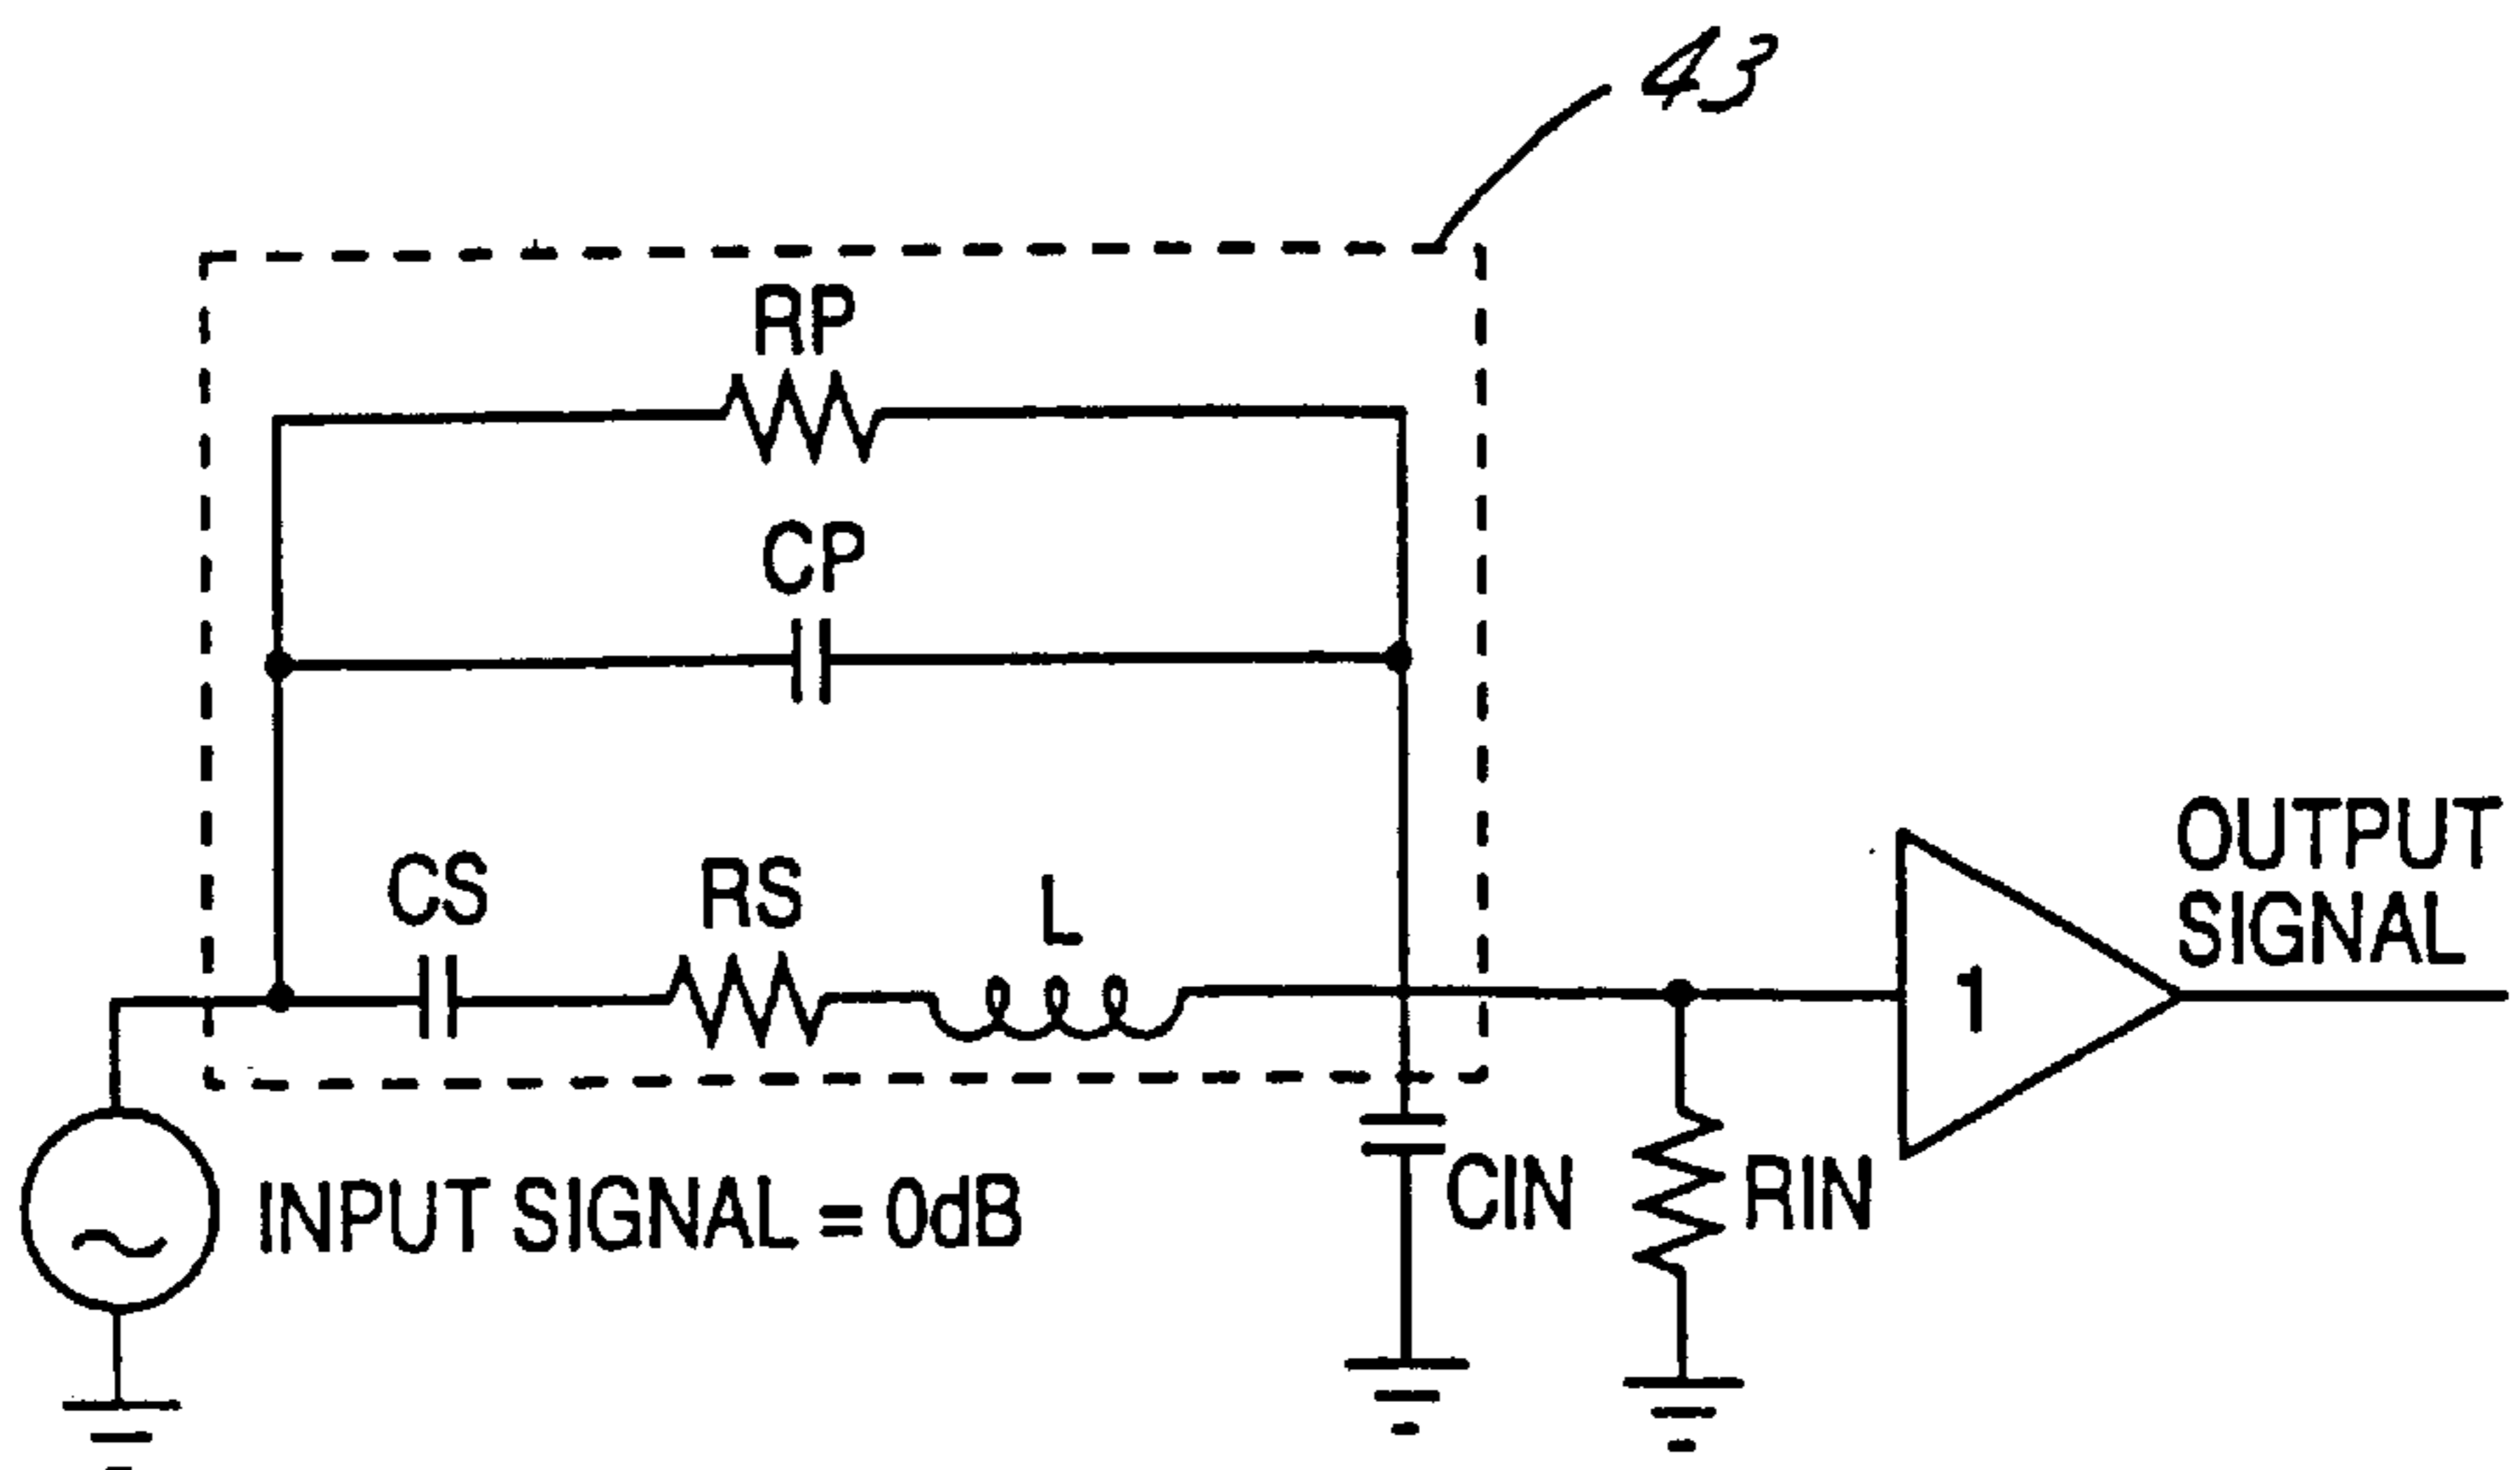 43
RP
CP
CS RS L
OUTPUT
SIGNAL
1
INPUT SIGNAL = 0dB
CIN
RIN